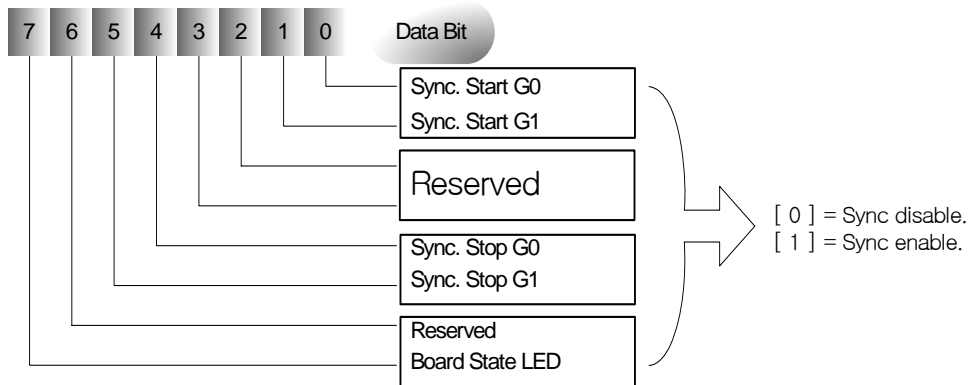 7 6 5 4 3 2 1 0 Data Bit
Sync. Start G0
Sync. Start G1
Reserved
[ 0 ] = Sync disable.
[ 1 ] = Sync enable.
Sync. Stop G0
Sync. Stop G1
Reserved
Board State LED